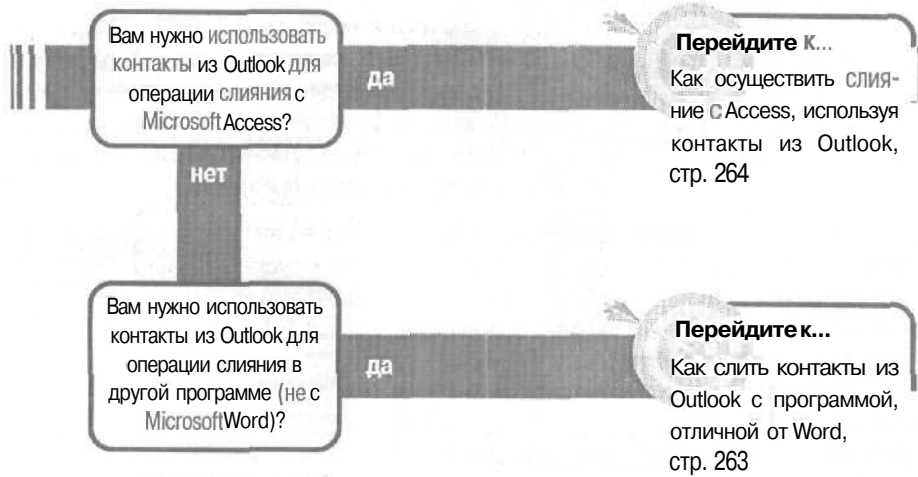 Вам нужно использовать
контакты из Outlook для
операции слияния с
Microsoft Access?
да
Перейдите к...
Как осуществить слия-
ние с Access, используя
контакты из Outlook,
стр. 264
нет
Вам нужно использовать
контакты из Outlook для
операции слияния в
другой программе (не с
Microsoft Word)?
да
Перейдите к...
Как слить контакты из
Outlook с программой,
отличной от Word,
стр. 263